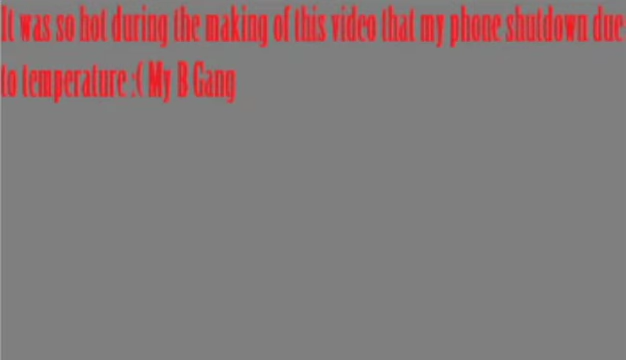 It was so hot during the making of this video that my phone shutdown due
to temperature :( My B Gang